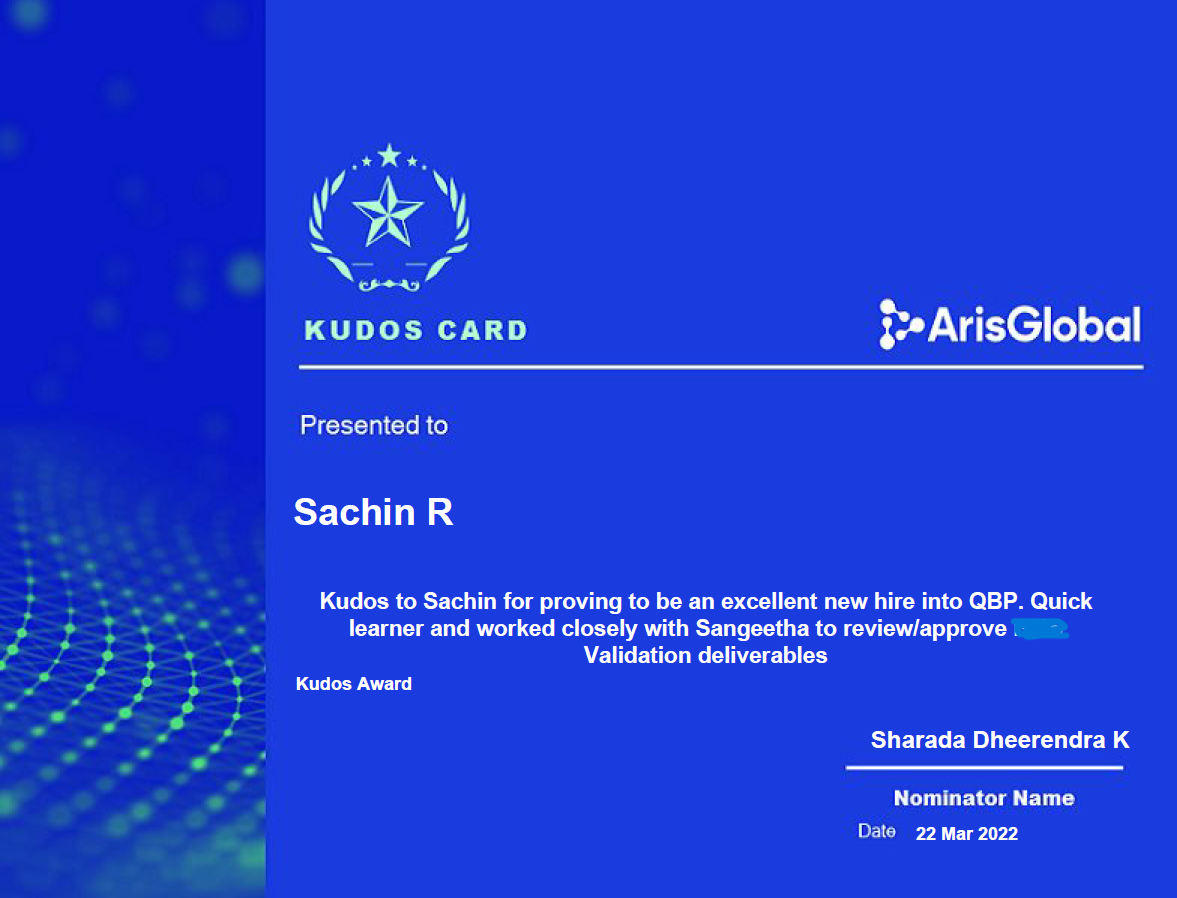 KUDOS CARD
ArisGlobal
Presented to
Sachin R
Kudos to Sachin for proving to be an excellent new hire into QBP. Quick
learner and worked closely with Sangeetha to review/approve
Validation deliverables
Kudos Award
Sharada Dheerendra K
Nominator Name
Date 22 Mar 2022